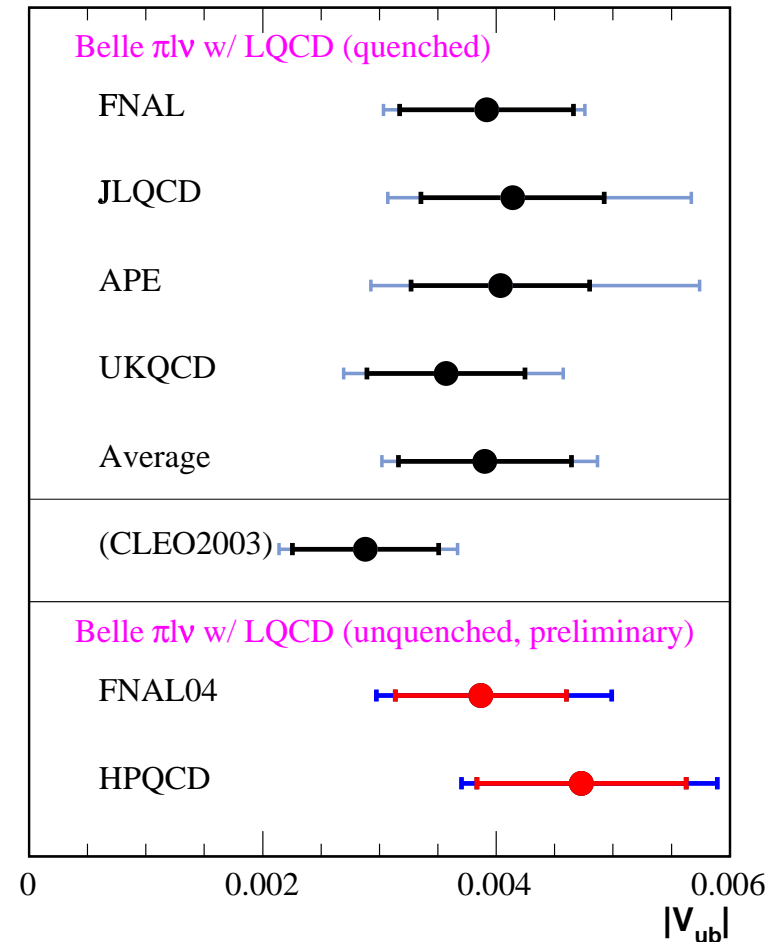 Belle πlν w/ LQCD (quenched)
FNAL
JLQCD
APE
UKQCD
Average
(CLEO2003)
Belle πlν w/ LQCD (unquenched, preliminary)
FNAL04
HPQCD
0 0.002 0.004 0.006
|V_ub|